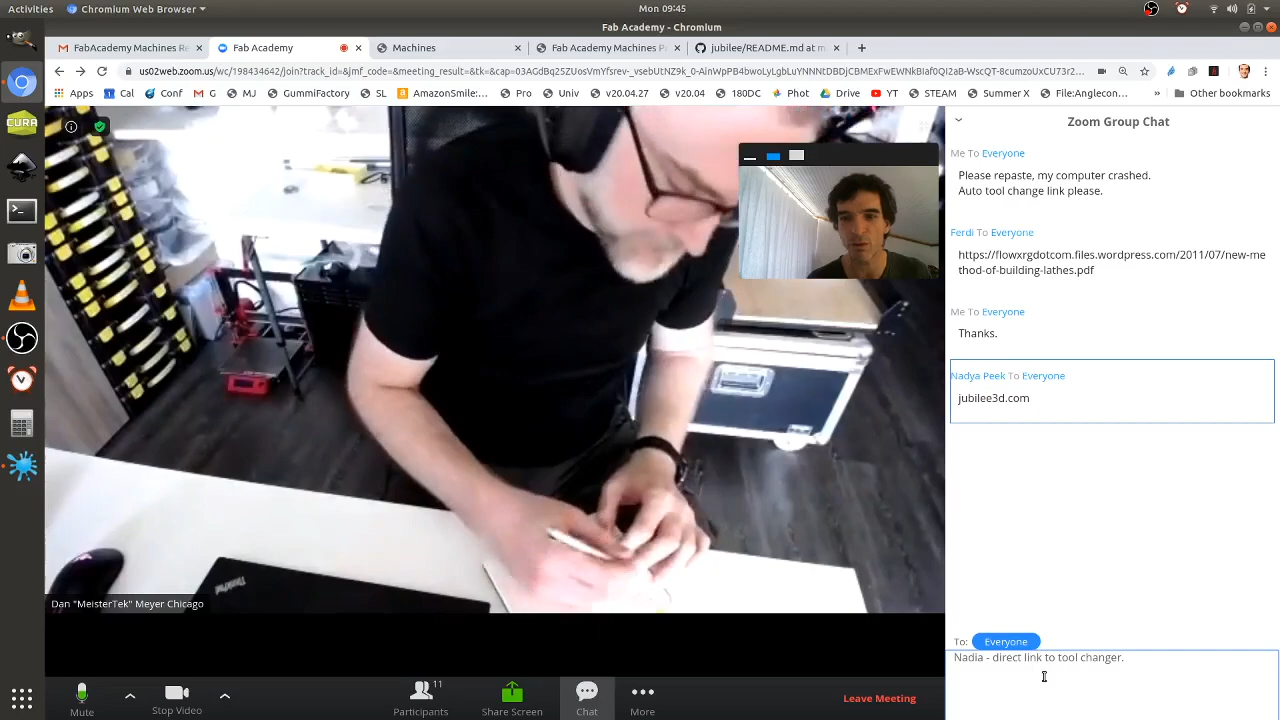 Activities
Chromium Web Browser
Mon 09:45
Fab Academy - Chromium
FabAcademy Machines Re
Fab Academy
Machines
Fab Academy Machines P
jubilee/README.md at m
Apps
Cal
Conf
G
MJ
GummiFactory
SL
AmazonSmile:...
Pro
Univ
v20.04.27
v20.04
180DC
Phot
Drive
YT
STEAM
Summer X
File:Anglecon...
»
Other bookmarks
Zoom Group Chat
Me To Everyone
Please repaste, my computer crashed.
Auto tool change link please.
Ferdi To Everyone
https://flowxrgdotcom.files.wordpress.com/2011/07/new-me
thod-of-building-lathes.pdf
Me To Everyone
Thanks.
Nadya Peek To Everyone
jubilee3d.com
ThinkPad
Dan "MeisterTek" Meyer Chicago
To: Everyone
Nadia - direct link to tool changer.
Mute
Stop Video
11
Participants
Share Screen
Chat
More
Leave Meeting